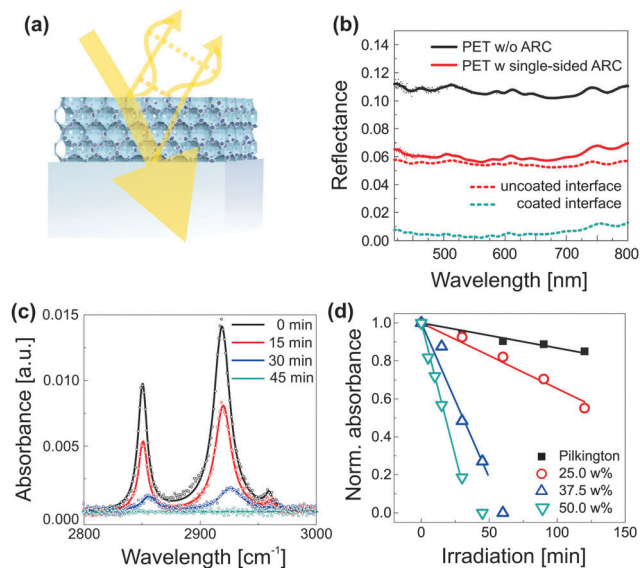 (a)
(b)
0.14
0.12
0.10
0.08
0.06
0.04
0.02
0.00
Reflectance
PET w/o ARC
PET w single-sided ARC
uncoated interface
coated interface
500
600
700
800
Wavelength [nm]
(c)
0.015
0.010
0.005
0.000
Absorbance [a.u.]
0 min
15 min
30 min
45 min
2800
2900
3000
Wavelength [cm⁻¹]
(d)
1.0
0.8
0.6
0.4
0.2
0.0
Norm. absorbance
Pilkington
25.0 w%
37.5 w%
50.0 w%
0
50
100
150
Irradiation [min]